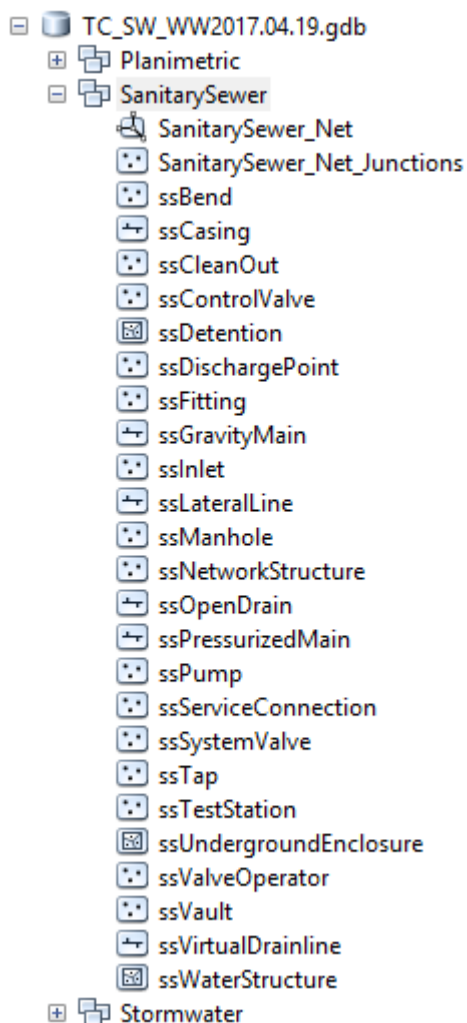 TC_SW_WW2017.04.19.gdb
Planimetric
SanitarySewer
SanitarySewer_Net
SanitarySewer_Net_Junctions
ssBend
ssCasing
ssCleanOut
ssControlValve
ssDetention
ssDischargePoint
ssFitting
ssGravityMain
ssInlet
ssLateralLine
ssManhole
ssNetworkStructure
ssOpenDrain
ssPressurizedMain
ssPump
ssServiceConnection
ssSystemValve
ssTap
ssTestStation
ssUndergroundEnclosure
ssValveOperator
ssVault
ssVirtualDrainline
ssWaterStructure
Stormwater